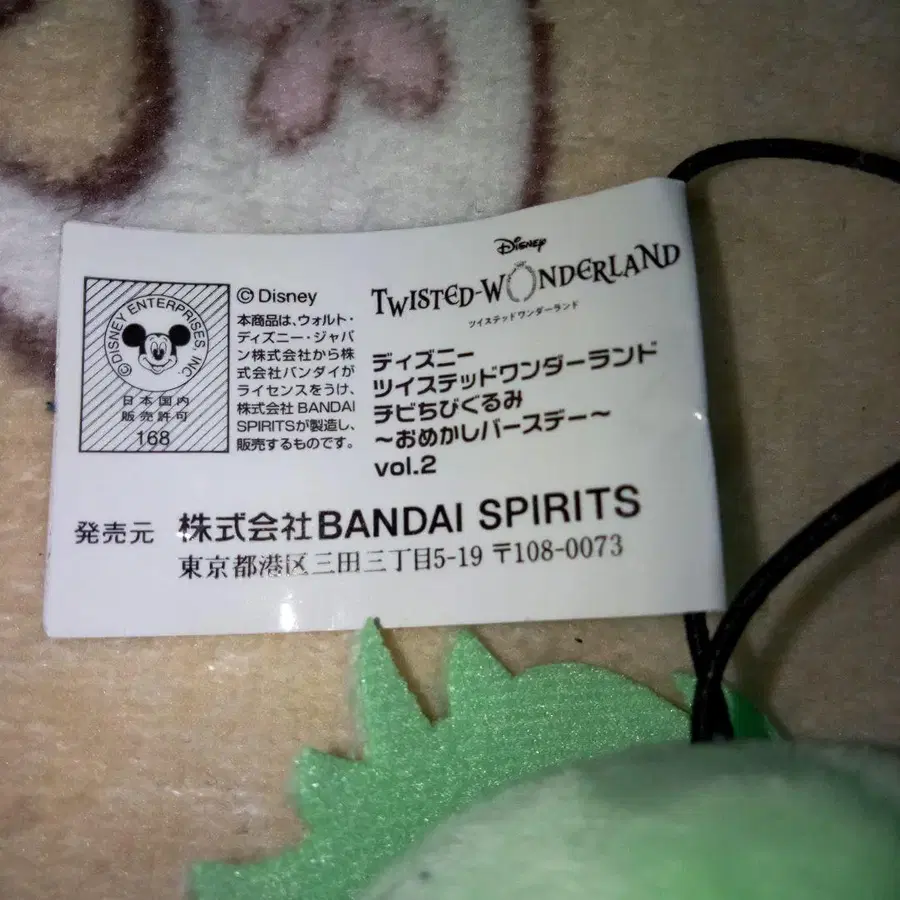 ©DISNEY ENTERPRISES, INC.
日本国内
販売許可
168
©Disney
本商品は、ウォルト・
ディズニー・ジャパ
ン株式会社から株
式会社バンダイが
ライセンスをうけ、
株式会社 BANDAI
SPIRITSが製造し、
販売するものです。
Disney
TWISTED-WONDERLAND
ツイステッドワンダーランド
ディズニー
ツイステッドワンダーランド
チビちびぐるみ
〜おめかしバースデー〜
vol.2
発売元 株式会社BANDAI SPIRITS
東京都港区三田三丁目5-19 〒108-0073